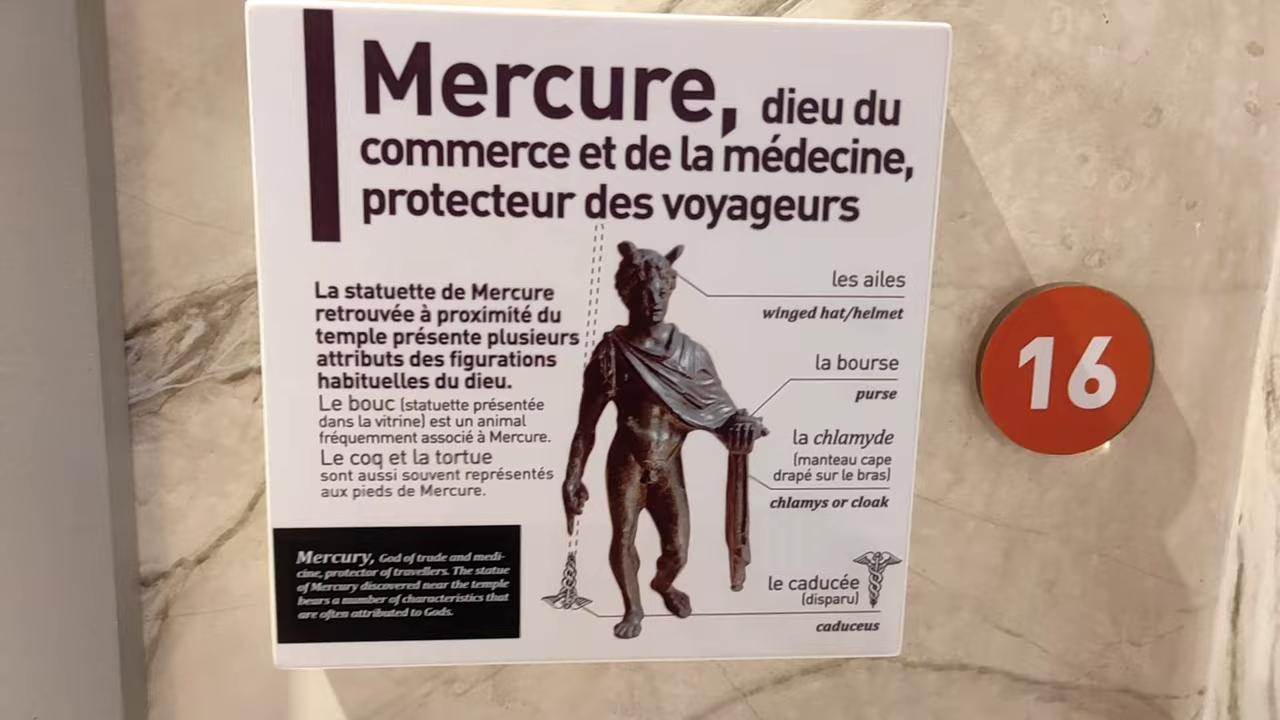 Mercure, dieu du
commerce et de la médecine,
protecteur des voyageurs
La statuette de Mercure
retrouvée à proximité du
temple présente plusieurs
attributs des figurations
habituelles du dieu.
Le bouc (statuette présentée
dans la vitrine) est un animal
fréquemment associé à Mercure.
Le coq et la tortue
sont aussi souvent représentés
aux pieds de Mercure.
Mercury, God of trade and medi-
cine, protector of travellers. The statue
of Mercury discovered near the temple
bears a number of characteristics that
are often attributed to Gods.
les ailes
winged hat/helmet
la bourse
purse
la chlamyde
(manteau cape
drapé sur le bras)
chlamys or cloak
le caducée
(disparu)
caduceus
16